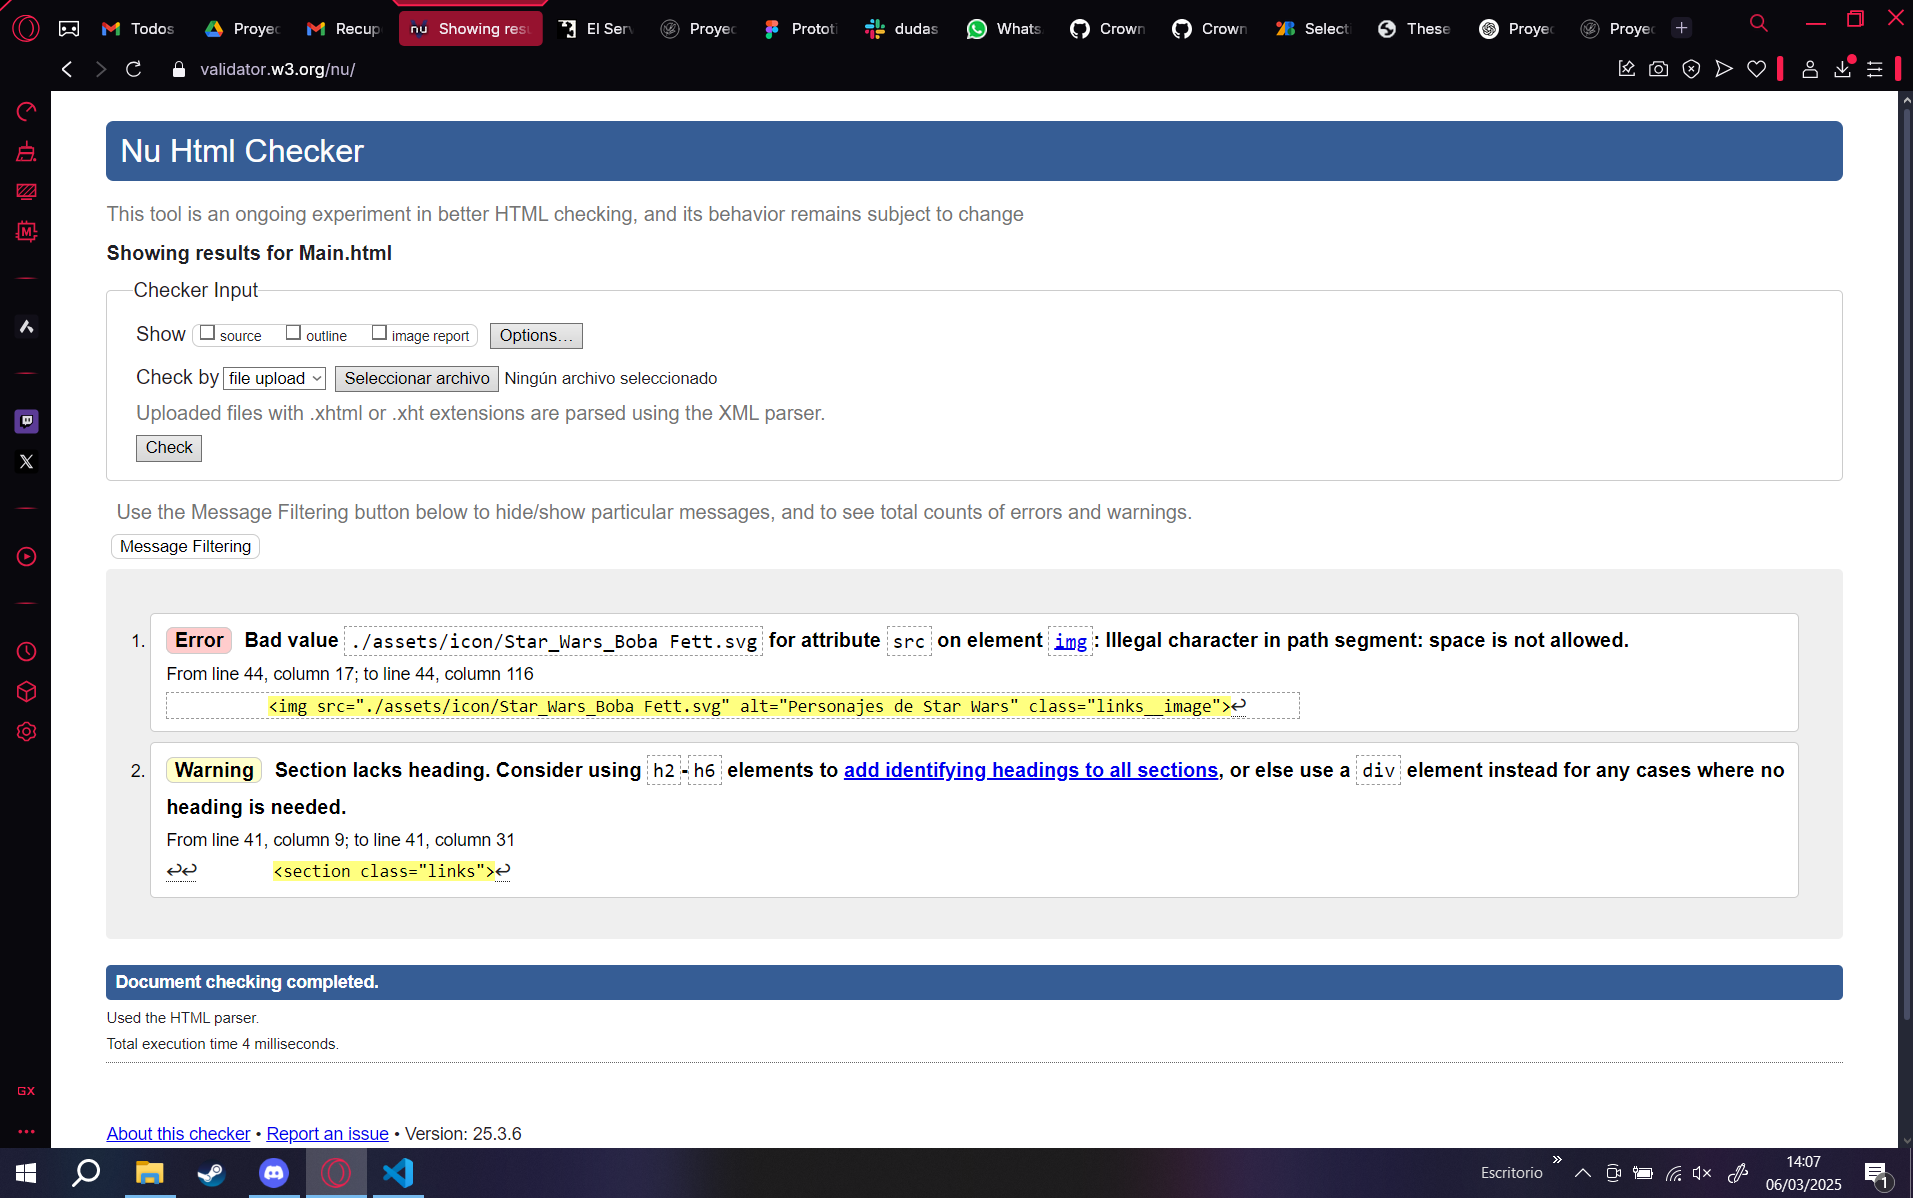 Todos
Proyec
Recup
nu Showing resu
El Serv
Proyec
Prototi
dudas
Whats
Crown
Crown
Selecti
These
Proyec
Proyec
validator.w3.org/nu/
Nu Html Checker
This tool is an ongoing experiment in better HTML checking, and its behavior remains subject to change
Showing results for Main.html
Checker Input
Show source outline image report Options…
Check by file upload Seleccionar archivo Ningún archivo seleccionado
Uploaded files with .xhtml or .xht extensions are parsed using the XML parser.
Check
Use the Message Filtering button below to hide/show particular messages, and to see total counts of errors and warnings.
Message Filtering
1. Error Bad value ./assets/icon/Star_Wars_Boba Fett.svg for attribute src on element img: Illegal character in path segment: space is not allowed.
From line 44, column 17; to line 44, column 116
<img src="./assets/icon/Star_Wars_Boba Fett.svg" alt="Personajes de Star Wars" class="links__image">↩
2. Warning Section lacks heading. Consider using h2-h6 elements to add identifying headings to all sections, or else use a div element instead for any cases where no
heading is needed.
From line 41, column 9; to line 41, column 31
↩↩ <section class="links">↩
Document checking completed.
Used the HTML parser.
Total execution time 4 milliseconds.
About this checker • Report an issue • Version: 25.3.6
GX
Escritorio
14:07
06/03/2025
1